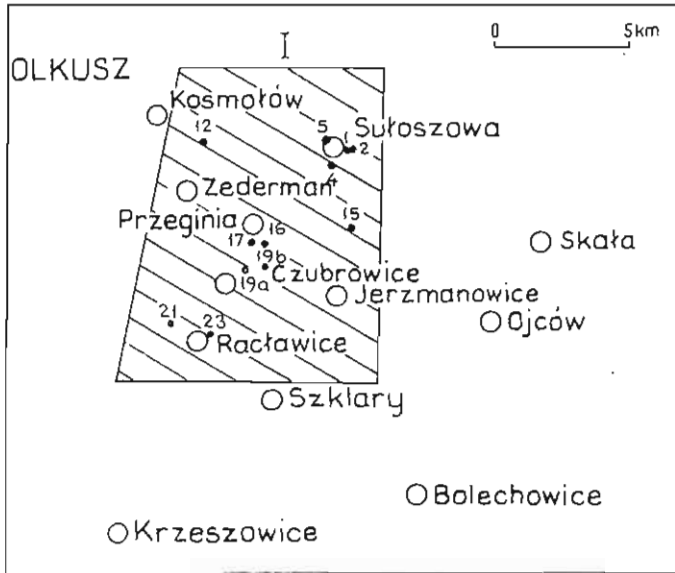 I
0 5km
OLKUSZ
Kosmołów
12
5 1 2
Sułoszowa
4
Zederman
15
Przeginia
16
17
19b
Skała
Czubrowice
19a
Jerzmanowice
Ojców
21
23
Racławice
Szklary
Bolechowice
Krzeszowice